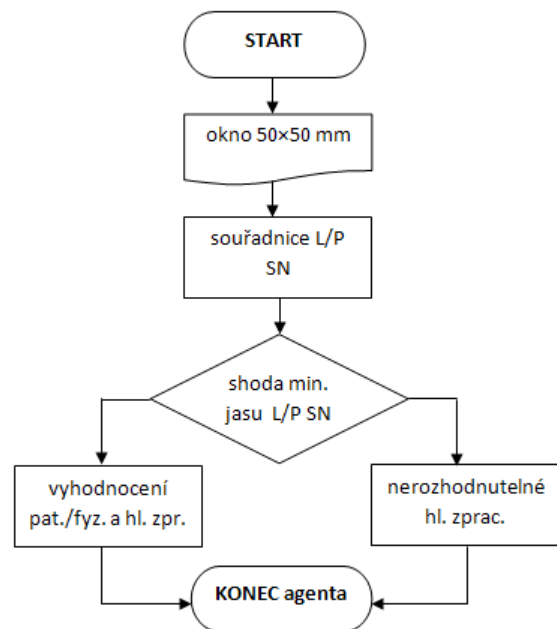 START
okno 50×50 mm
souřadnice L/P
SN
shoda min.
jasu L/P SN
vyhodnocení
pat./fyz. a hl. zpr.
nerozhodnutelné
hl. zprac.
KONEC agenta